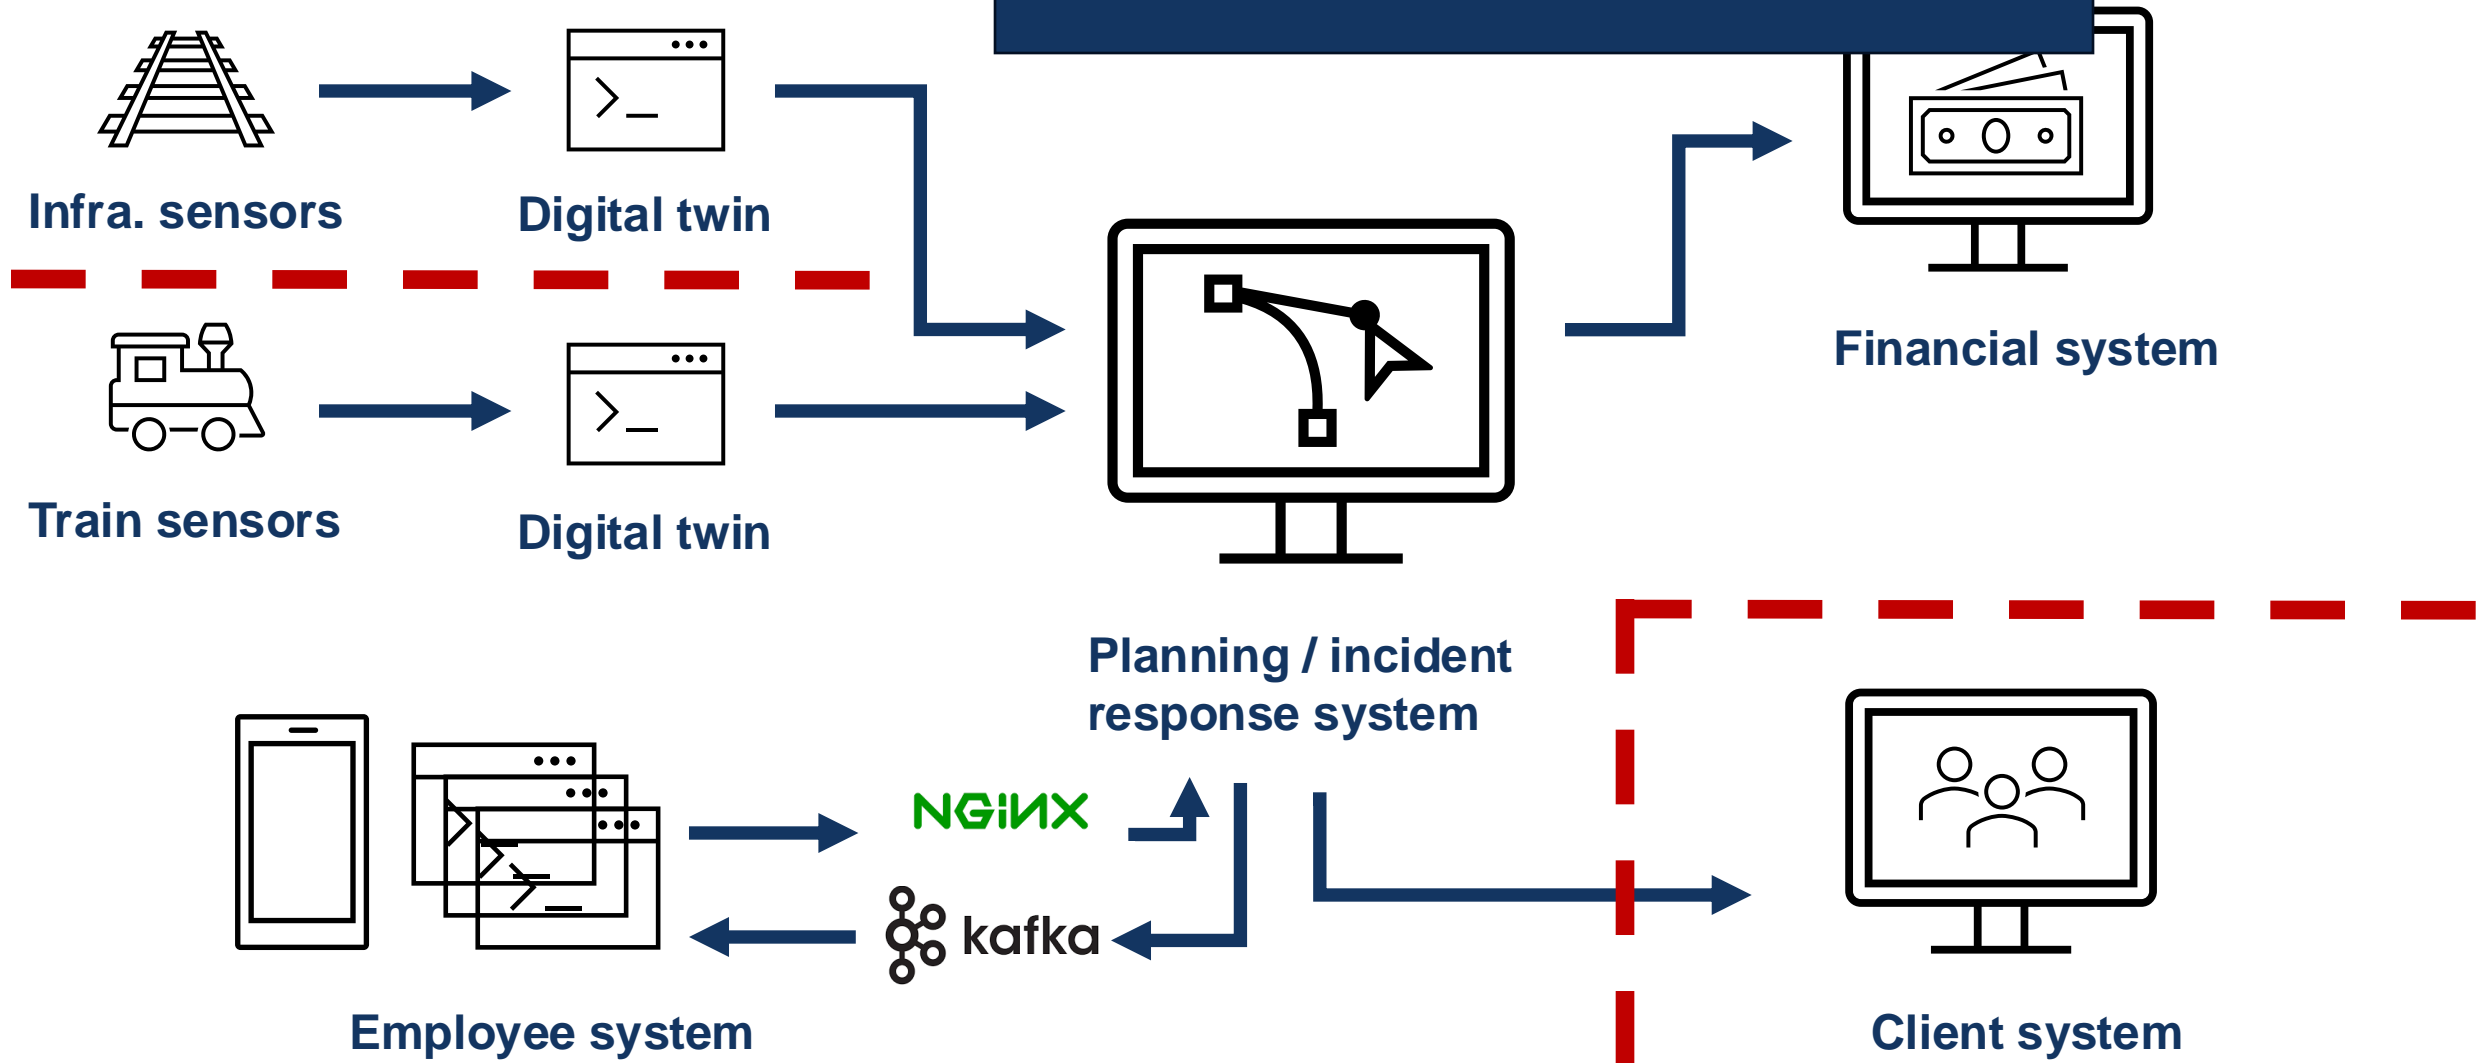 Infra. sensors
Digital twin
Financial system
Train sensors
Digital twin
Planning / incident
response system
NGiNX
kafka
Employee system
Client system